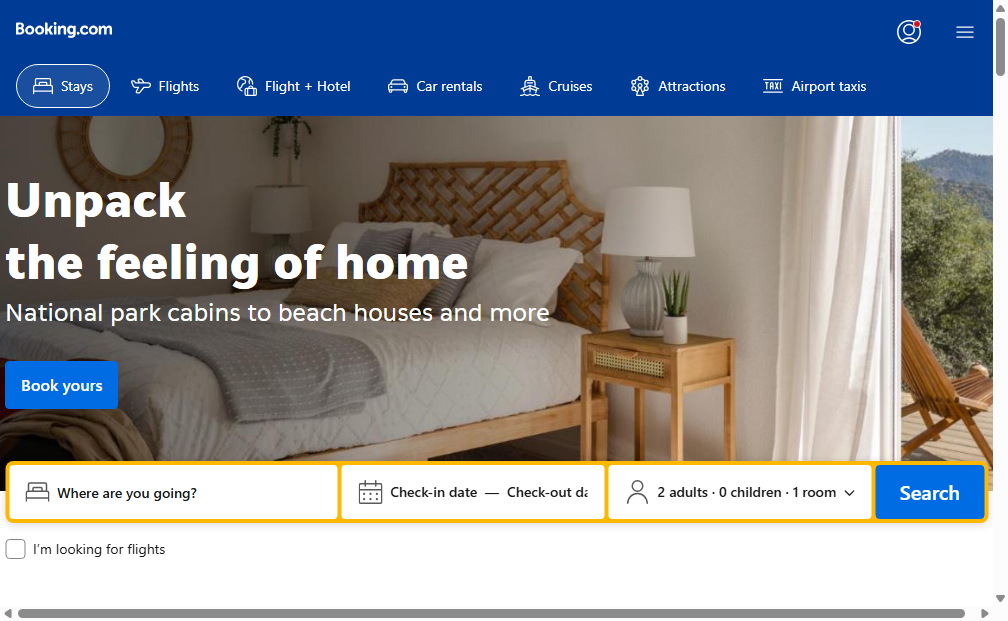 Booking.com
Stays
Flights
Flight + Hotel
Car rentals
Cruises
Attractions
TAXI Airport taxis
Unpack
the feeling of home
National park cabins to beach houses and more
Book yours
Where are you going?
Check-in date — Check-out da
2 adults · 0 children · 1 room
Search
I'm looking for flights